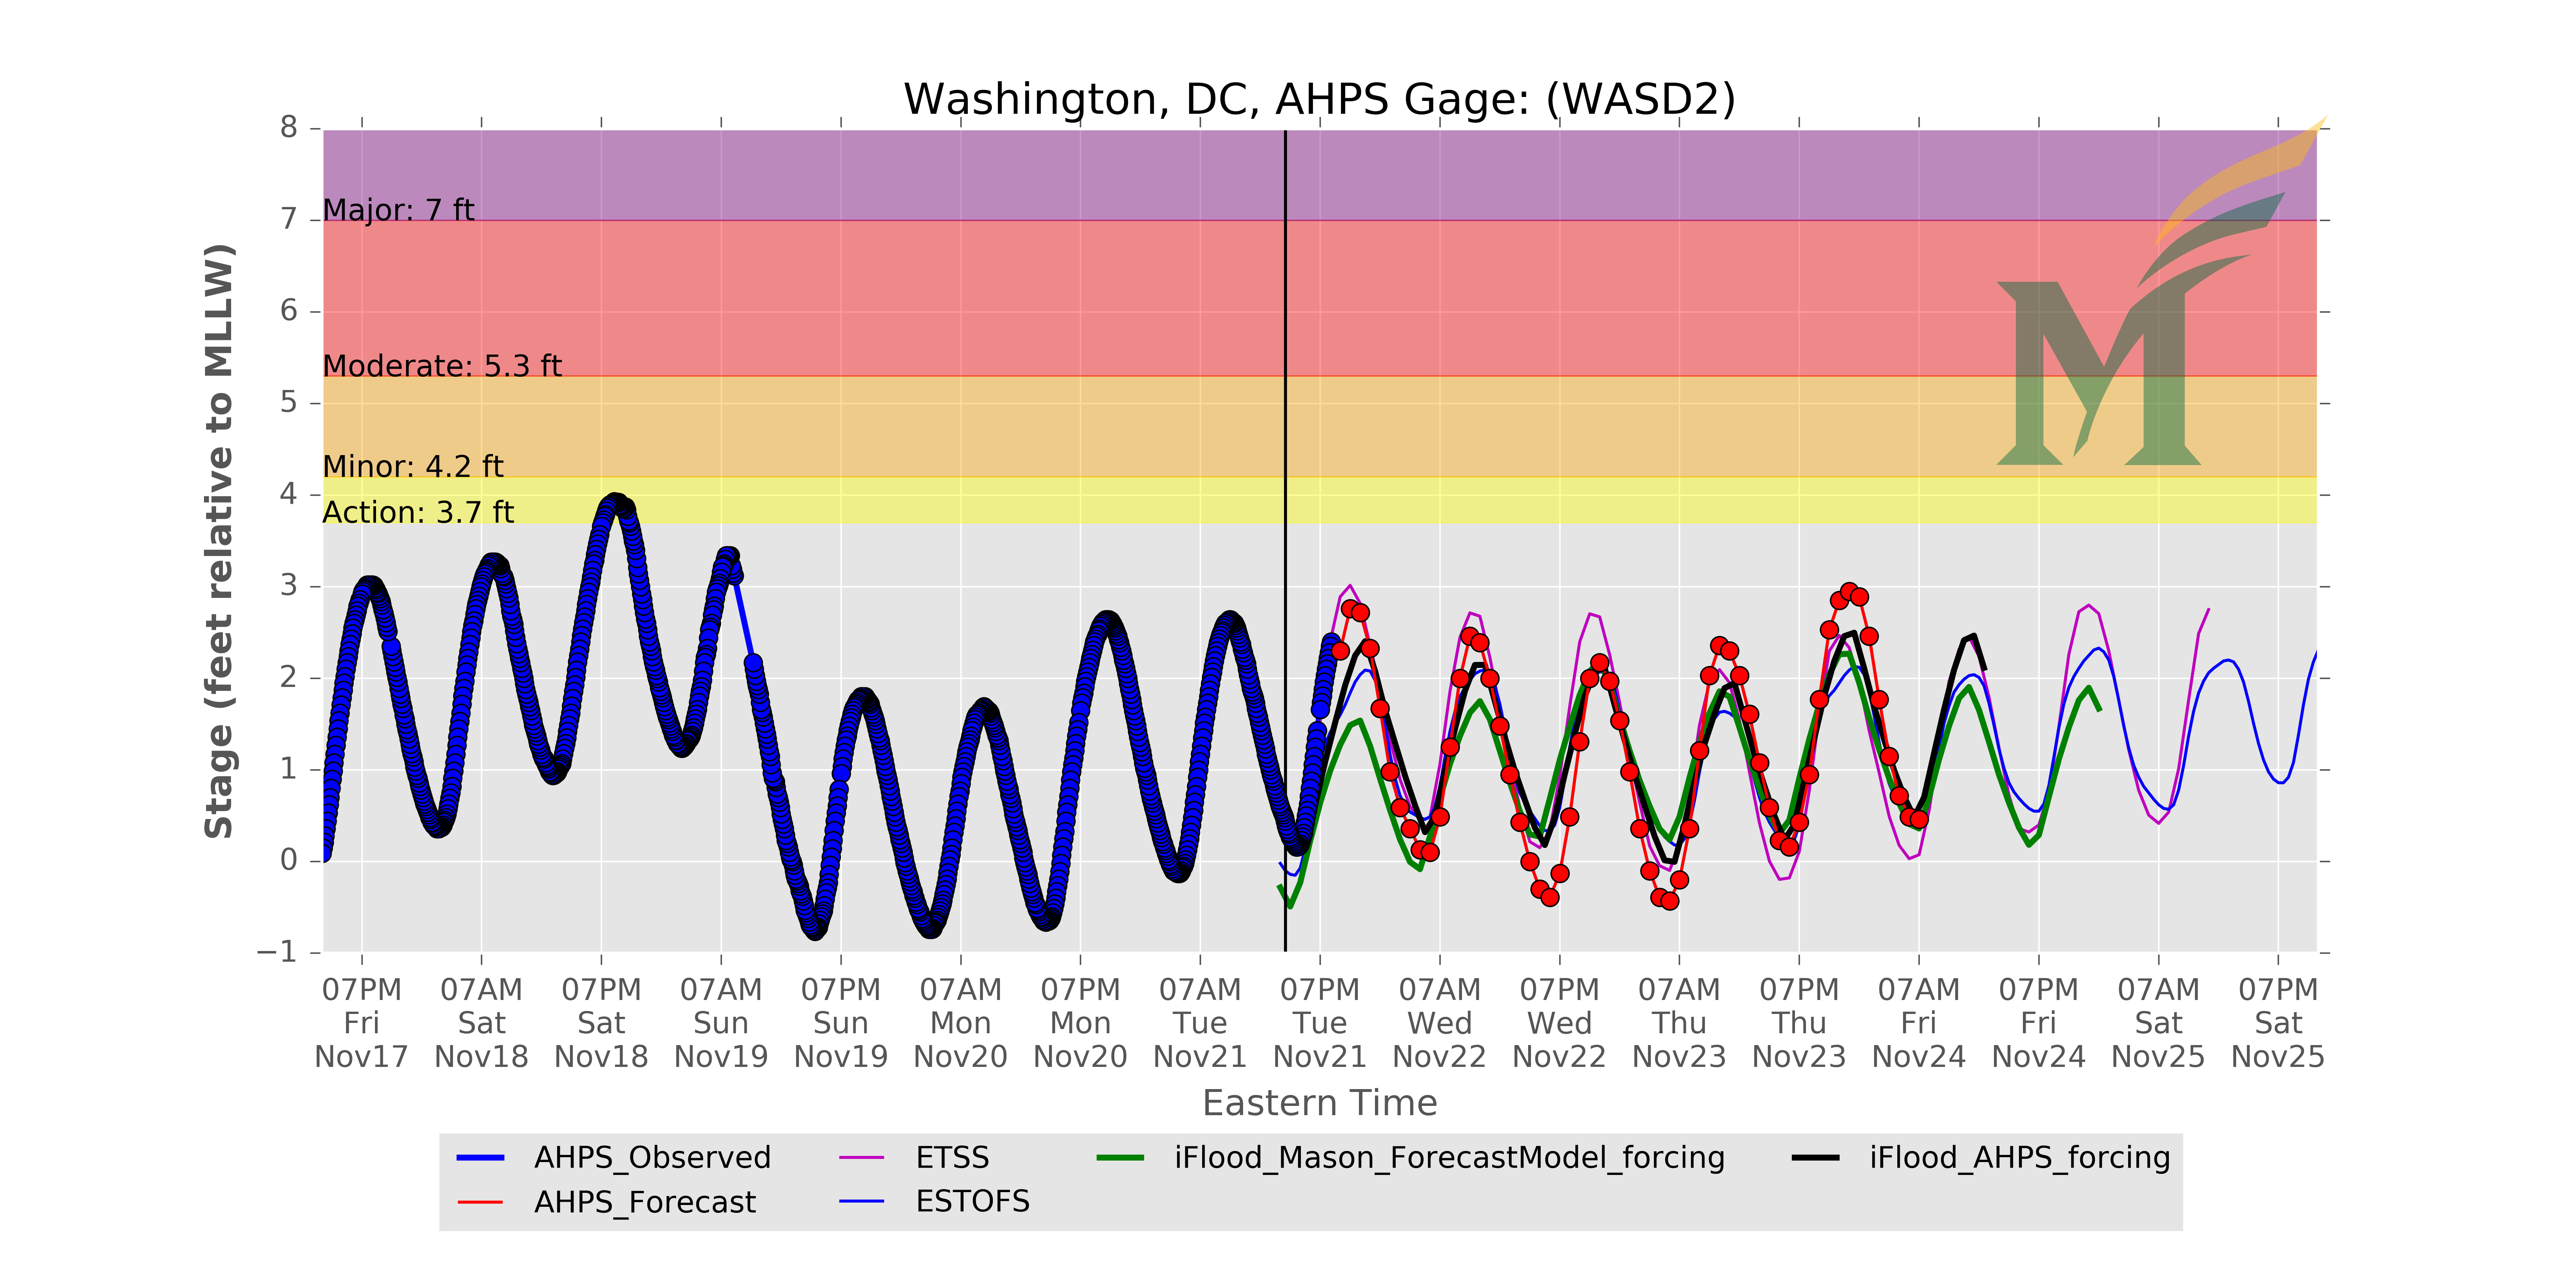 Washington, DC, AHPS Gage: (WASD2)
Stage (feet relative to MLLW)
8
7
6
5
4
3
2
1
0
−1
Major: 7 ft
Moderate: 5.3 ft
Minor: 4.2 ft
Action: 3.7 ft
M
07PM 07AM 07PM 07AM 07PM 07AM 07PM 07AM 07PM 07AM 07PM 07AM 07PM 07AM 07PM 07AM 07PM
Fri Sat Sat Sun Sun Mon Mon Tue Tue Wed Wed Thu Thu Fri Fri Sat Sat
Nov17 Nov18 Nov18 Nov19 Nov19 Nov20 Nov20 Nov21 Nov21 Nov22 Nov22 Nov23 Nov23 Nov24 Nov24 Nov25 Nov25
Eastern Time
AHPS_Observed ETSS iFlood_Mason_ForecastModel_forcing iFlood_AHPS_forcing
AHPS_Forecast ESTOFS